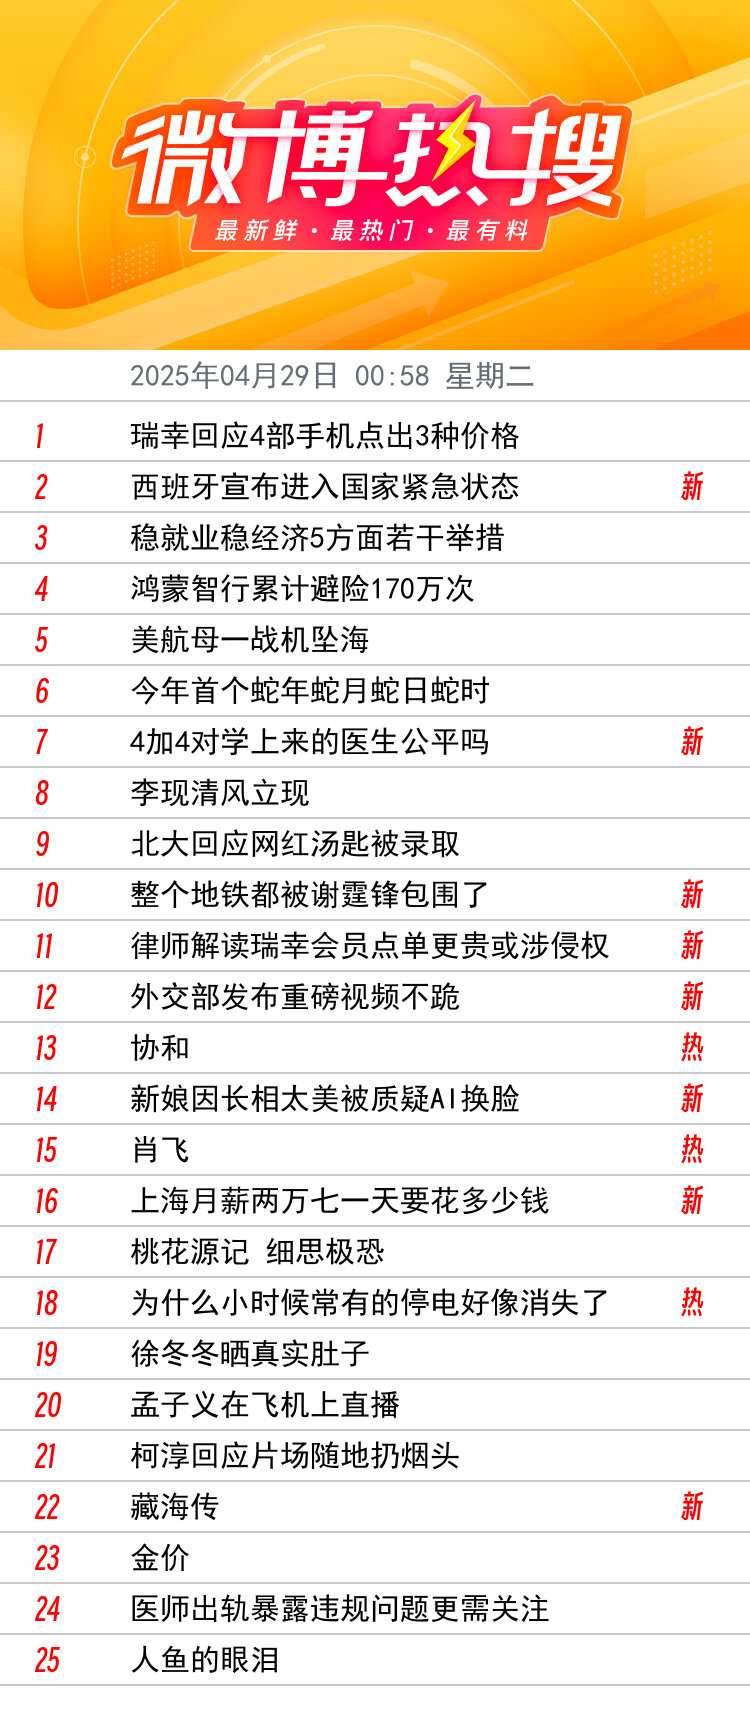 微博热搜
最新鲜·最热门·最有料
2025年04月29日 00:58 星期二
1 瑞幸回应4部手机点出3种价格
2 西班牙宣布进入国家紧急状态 新
3 稳就业稳经济5方面若干举措
4 鸿蒙智行累计避险170万次
5 美航母一战机坠海
6 今年首个蛇年蛇月蛇日蛇时
7 4加4对学上来的医生公平吗 新
8 李现清风立现
9 北大回应网红汤匙被录取
10 整个地铁都被谢霆锋包围了 新
11 律师解读瑞幸会员点单更贵或涉侵权 新
12 外交部发布重磅视频不跪 新
13 协和 热
14 新娘因长相太美被质疑AI换脸 新
15 肖飞 热
16 上海月薪两万七一天要花多少钱 新
17 桃花源记 细思极恐
18 为什么小时候常有的停电好像消失了 热
19 徐冬冬晒真实肚子
20 孟子义在飞机上直播
21 柯淳回应片场随地扔烟头
22 藏海传 新
23 金价
24 医师出轨暴露违规问题更需关注
25 人鱼的眼泪